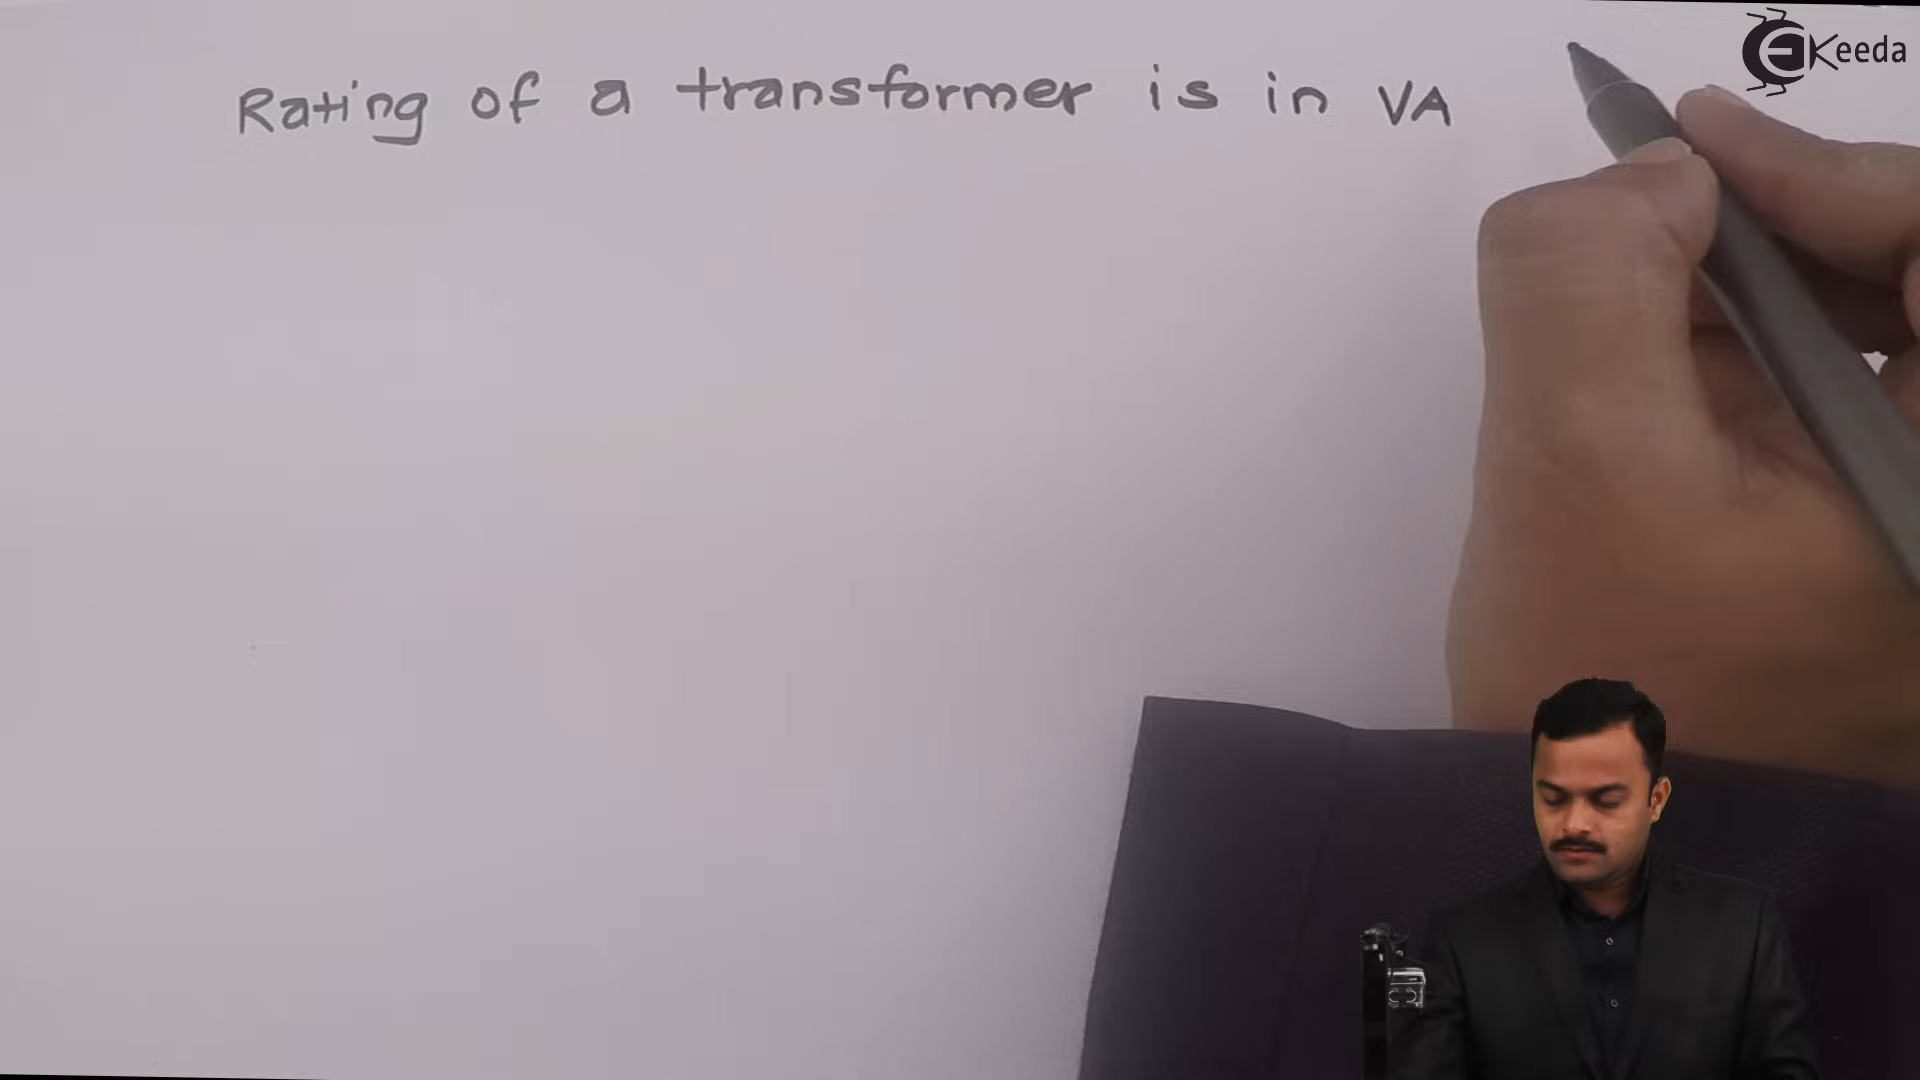 Rating of a transformer is in VA
EKeeda